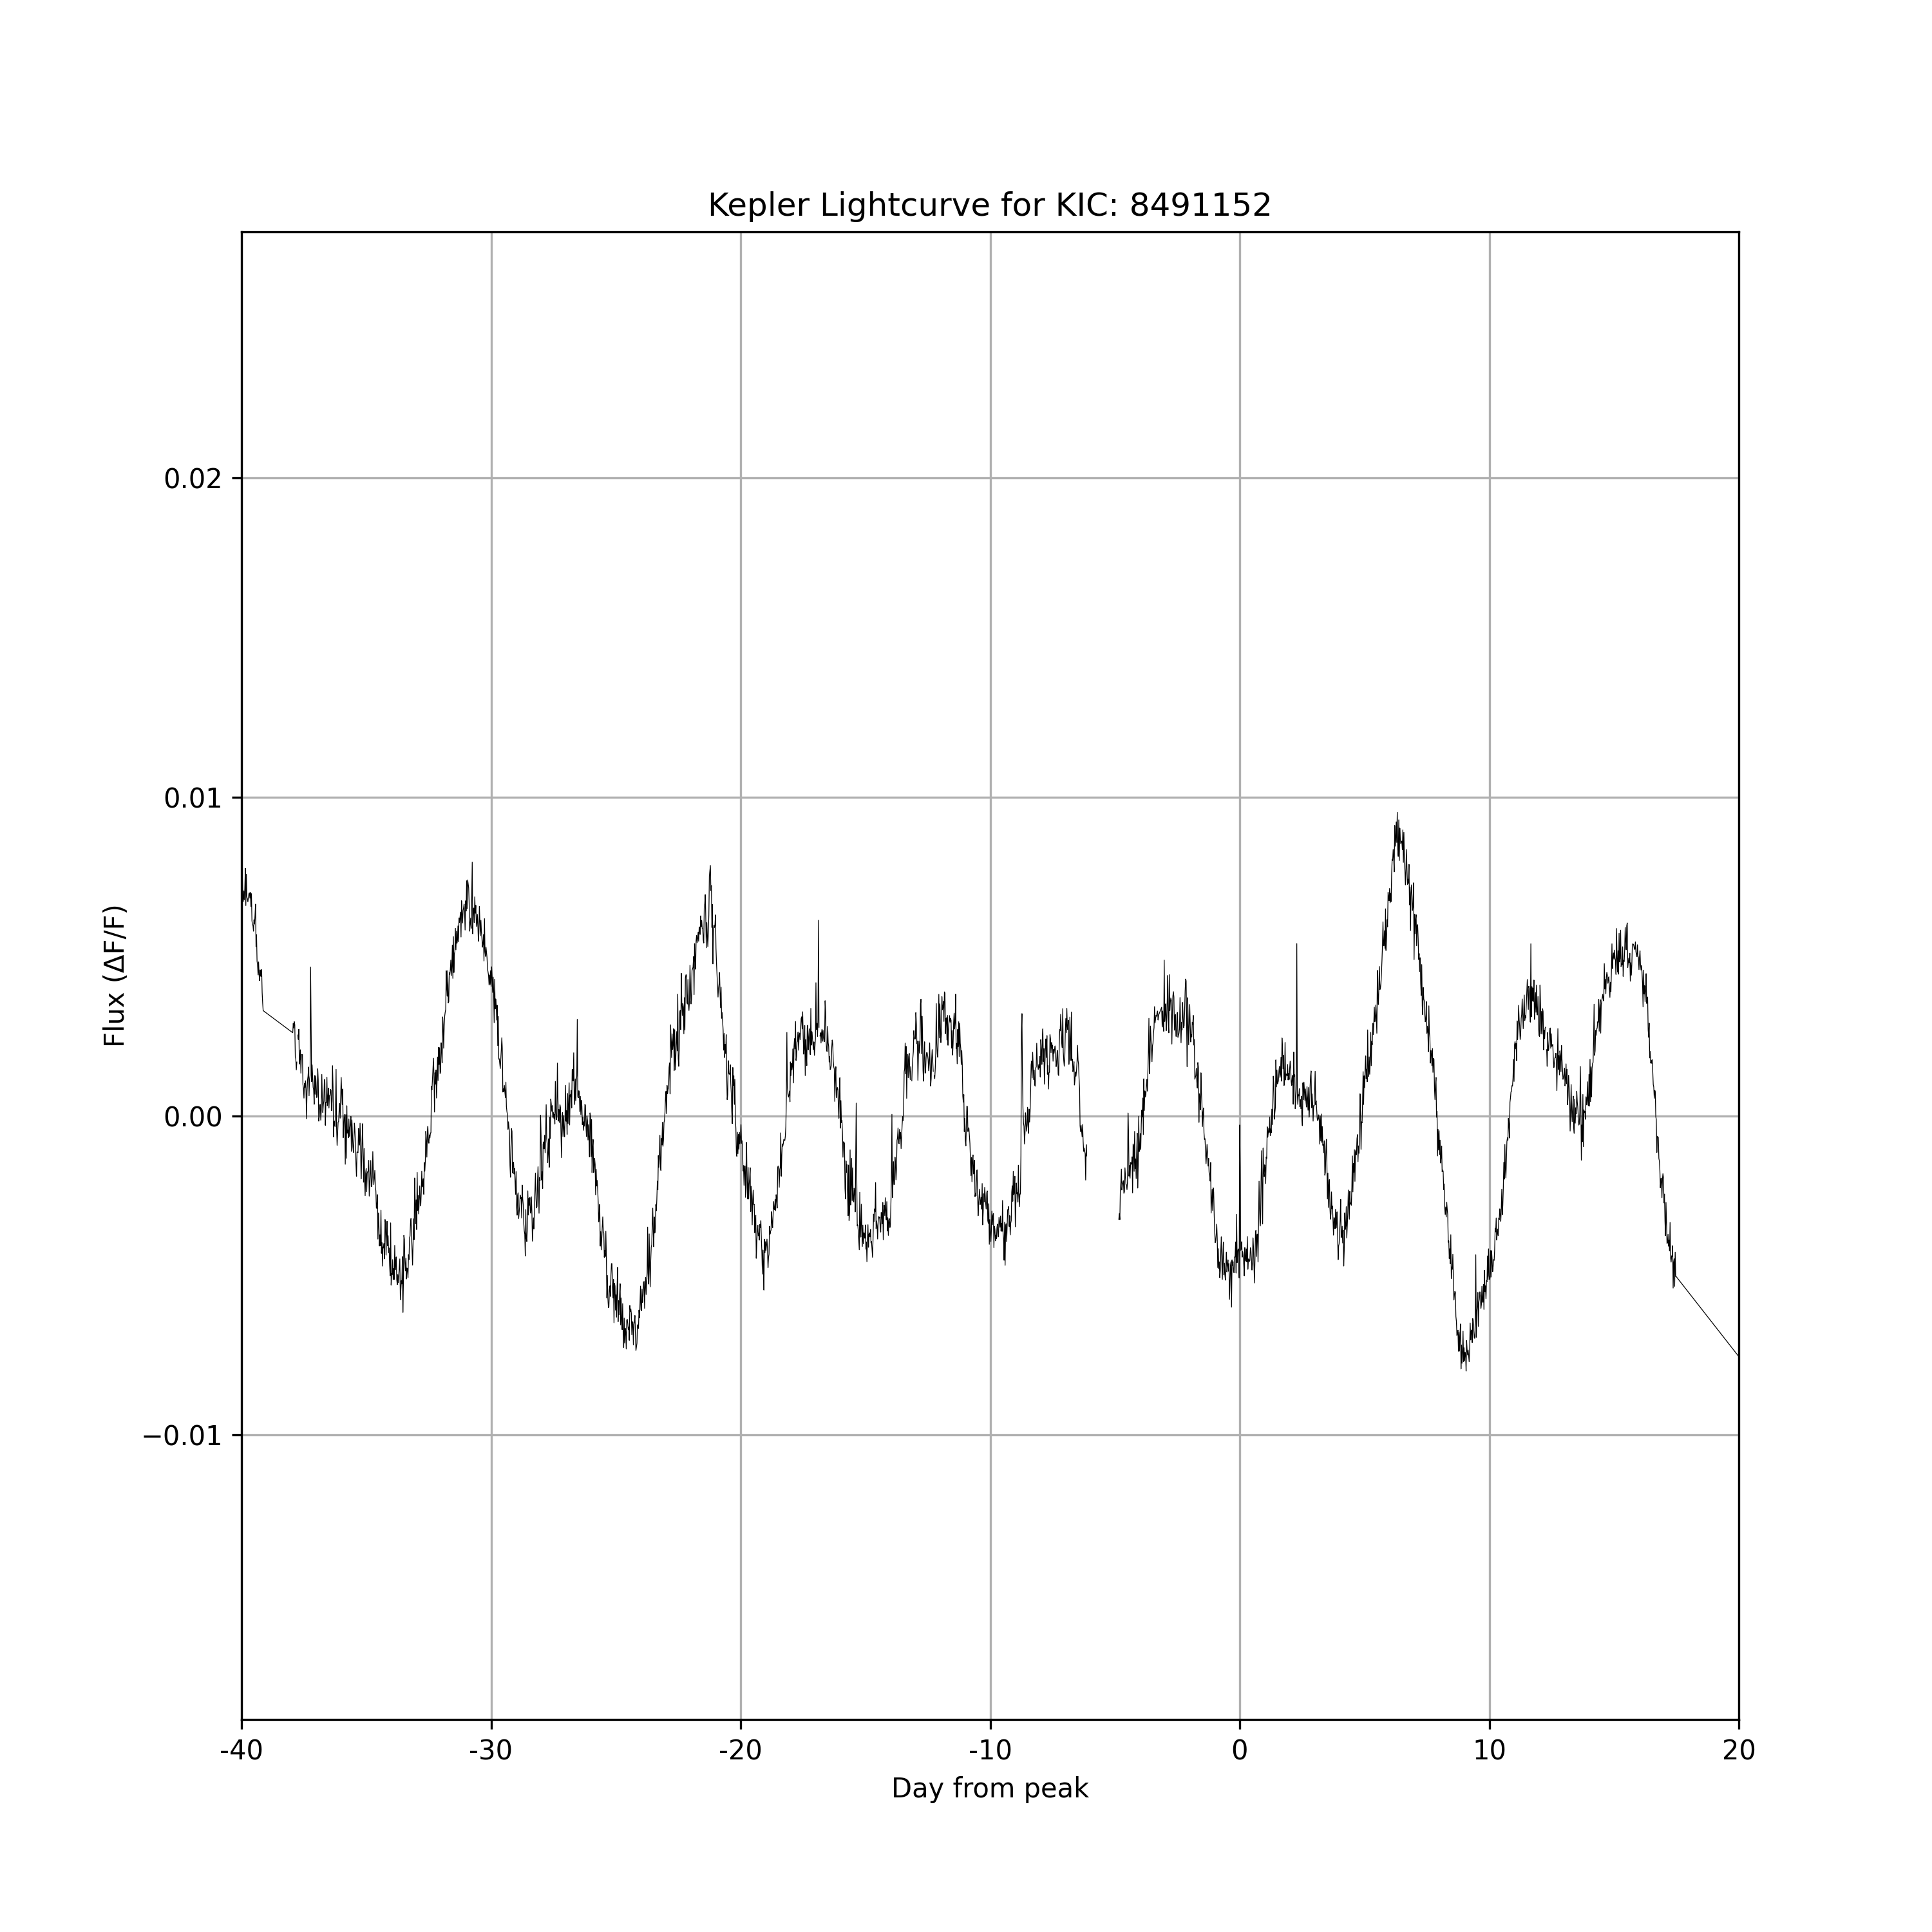 Kepler Lightcurve for KIC: 8491152
Flux (ΔF/F)
0.02
0.01
0.00
−0.01
-40 -30 -20 -10 0 10 20
Day from peak